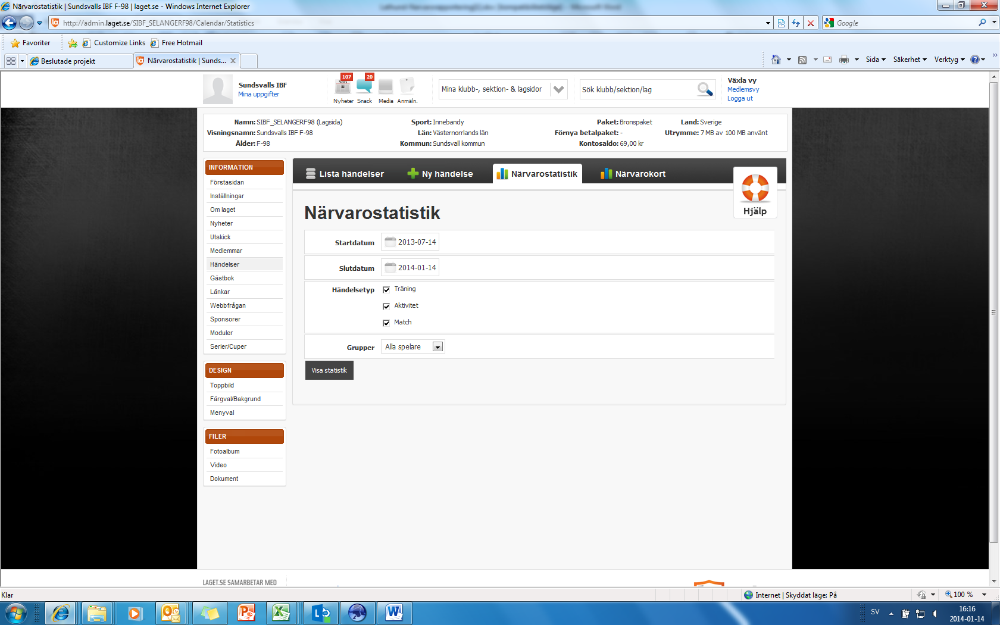 Närvarostatistik | Sundsvalls IBF F-98 | laget.se - Windows Internet Explorer
http://admin.laget.se/SIBF_SELANGERF98/Calendar/Statistics
Google
Favoriter
Customize Links
Free Hotmail
Beslutade projekt
Närvarostatistik | Sunds...
Sida
Säkerhet
Verktyg
Sundsvalls IBF
Mina uppgifter
107
20
News
Nyheter
Snack
Media
Anmäln.
Mina klubb-, sektion- & lagsidor
Sök klubb/sektion/lag
Växla vy
Medlemsvy
Logga ut
Namn: SIBF_SELANGERF98 (Lagsida)
Visningsnamn: Sundsvalls IBF F-98
Ålder: F-98
Sport: Innebandy
Län: Västernorrlands län
Kommun: Sundsvall kommun
Paket: Bronspaket
Förnya betalpaket: -
Kontosaldo: 69,00 kr
Land: Sverige
Utrymme: 7 MB av 100 MB använt
INFORMATION
Förstasidan
Inställningar
Om laget
Nyheter
Utskick
Medlemmar
Händelser
Gästbok
Länkar
Webbfrågan
Sponsorer
Moduler
Serier/Cuper
DESIGN
Toppbild
Färgval/Bakgrund
Menyval
FILER
Fotoalbum
Video
Dokument
Lista händelser
Ny händelse
Närvarostatistik
Närvarokort
Hjälp
Närvarostatistik
Startdatum 2013-07-14
Slutdatum 2014-01-14
Händelsetyp Träning
Aktivitet
Match
Grupper Alla spelare
Visa statistik
LAGET.SE SAMARBETAR MED
Klar
Internet | Skyddat läge: På
100 %
SV
16:16
2014-01-14